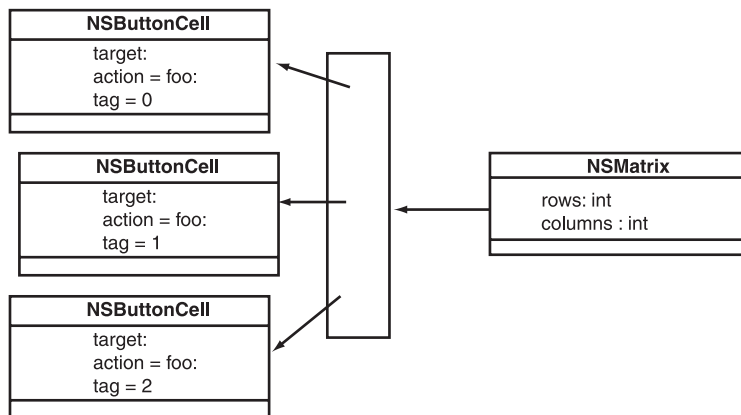 NSButtonCell
target:
action = foo:
tag = 0
NSButtonCell
target:
action = foo:
tag = 1
NSButtonCell
target:
action = foo:
tag = 2
NSMatrix
rows: int
columns : int